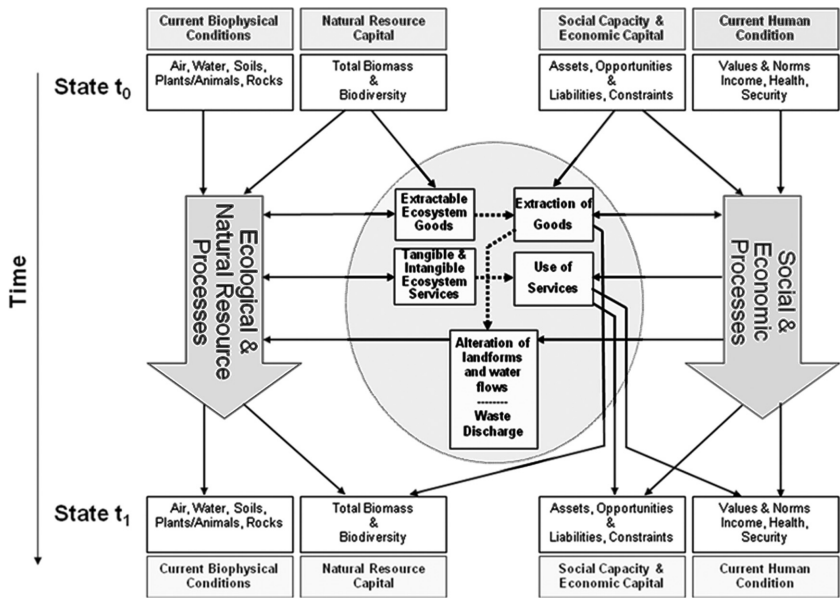 Current Biophysical
Conditions
Natural Resource
Capital
Social Capacity &
Economic Capital
Current Human
Condition
State t0
Air, Water, Soils,
Plants/Animals, Rocks
Total Biomass
&
Biodiversity
Assets, Opportunities
&
Liabilities, Constraints
Values & Norms
Income, Health,
Security
Time
Ecological &
Natural Resource
Processes
Extractable
Ecosystem
Goods
Extraction of
Goods
Tangible &
Intangible
Ecosystem
Services
Use of
Services
Alteration of
landforms
and water
flows
--------
Waste
Discharge
Social &
Economic
Processes
State t1
Air, Water, Soils,
Plants/Animals, Rocks
Total Biomass
&
Biodiversity
Assets, Opportunities
&
Liabilities, Constraints
Values & Norms
Income, Health,
Security
Current Biophysical
Conditions
Natural Resource
Capital
Social Capacity &
Economic Capital
Current Human
Condition